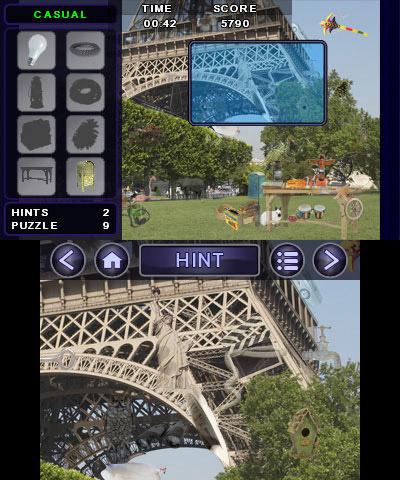 CASUAL
TIME
00:42
SCORE
5790
HINTS 2
PUZZLE 9
HINT